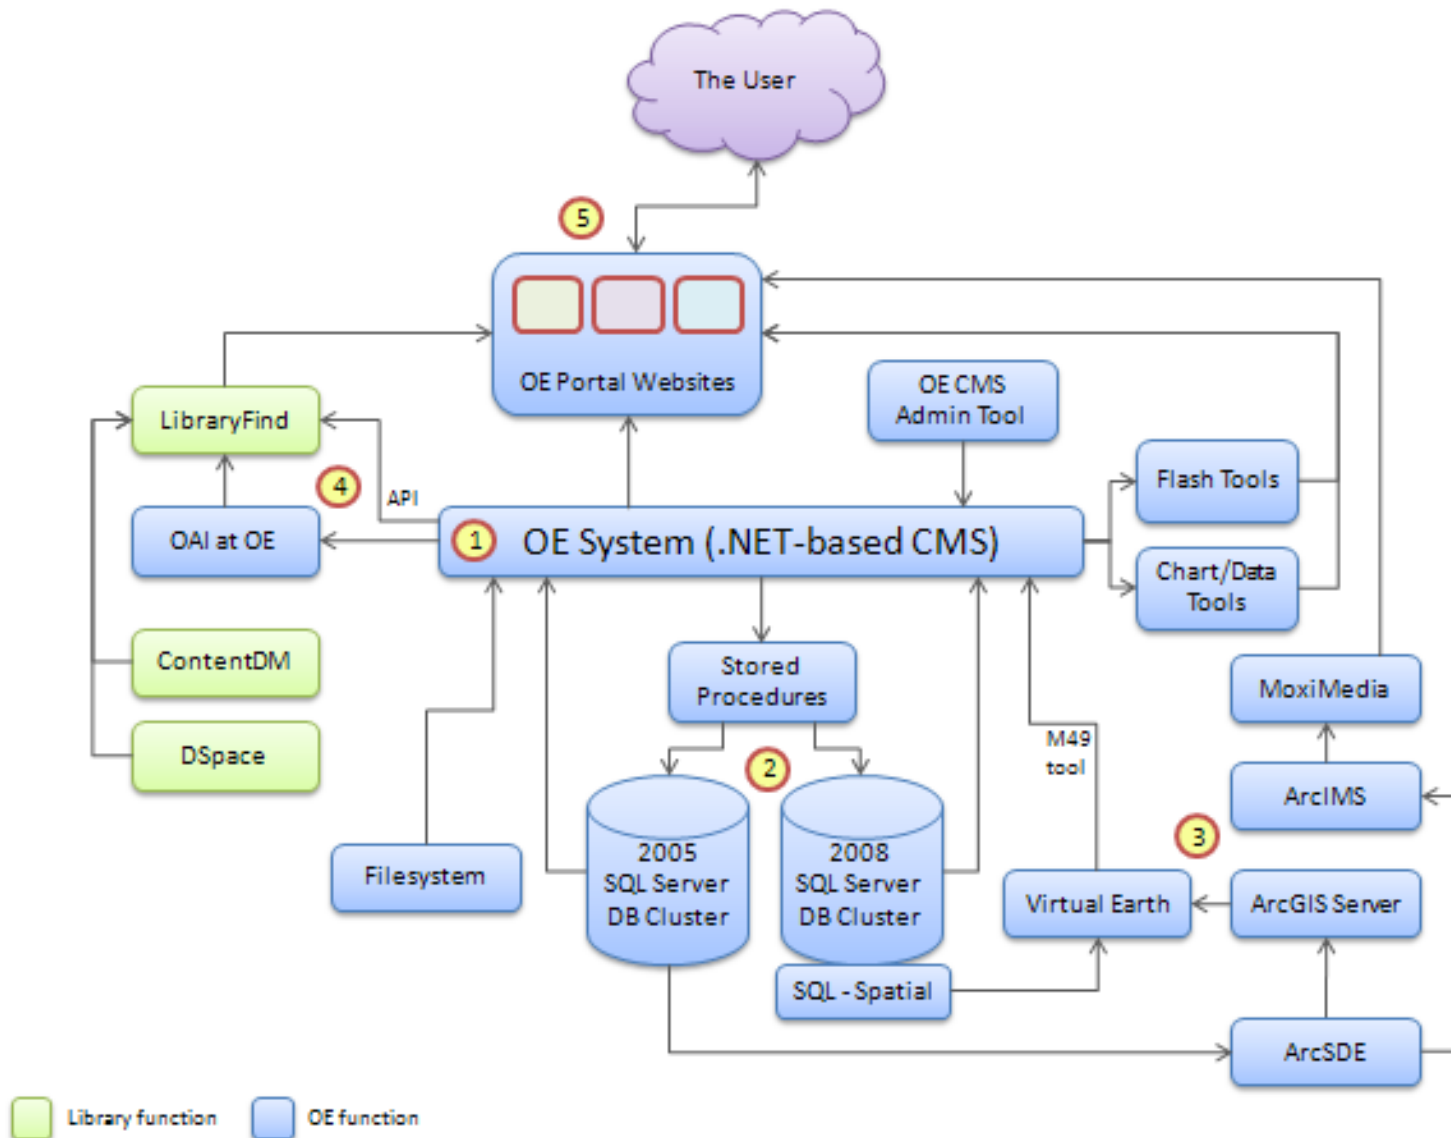 The User
5
OE Portal Websites
OE CMS
Admin Tool
LibraryFind
Flash Tools
4
API
OAI at OE
1
OE System (.NET-based CMS)
Chart/Data
Tools
ContentDM
Stored
Procedures
MoxiMedia
DSpace
M49
tool
2
ArcIMS
3
Filesystem
2005
SQL Server
DB Cluster
2008
SQL Server
DB Cluster
Virtual Earth
ArcGIS Server
SQL - Spatial
ArcSDE
Library function
OE function